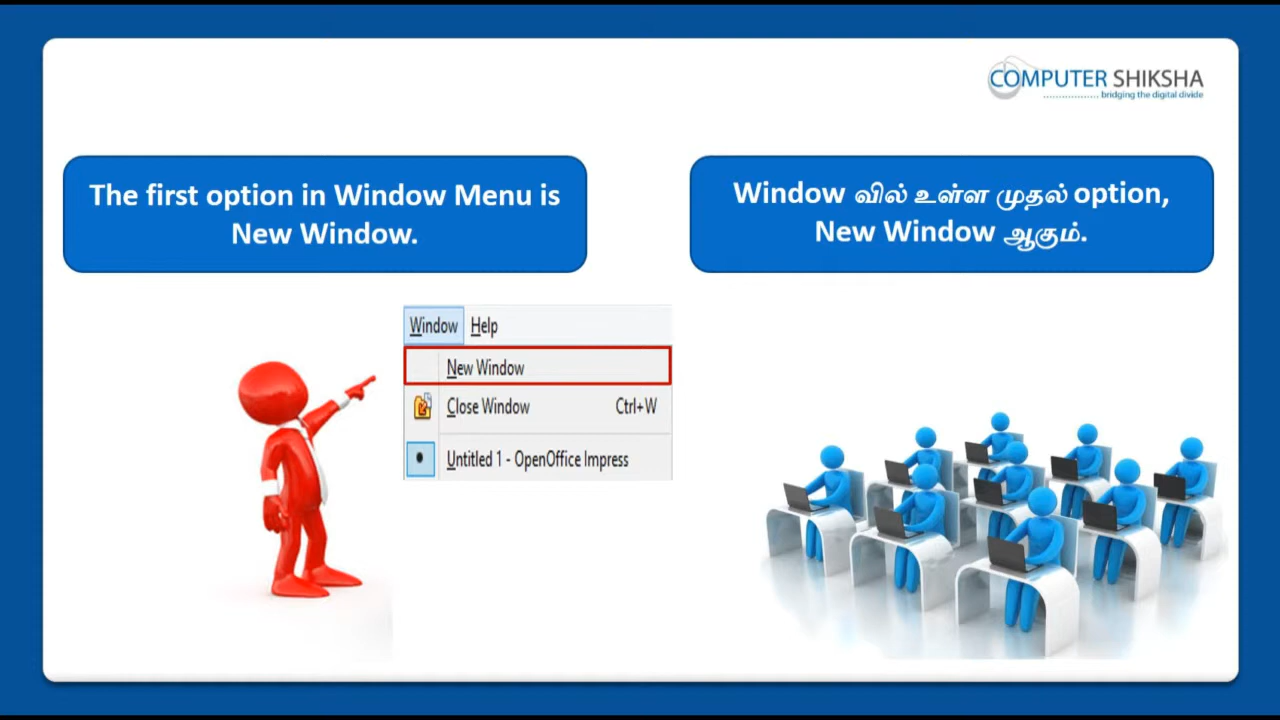 COMPUTER SHIKSHA
bridging the digital divide
The first option in Window Menu is
New Window.
Window வில் உள்ள முதல் option,
New Window ஆகும்.
Window Help
New Window
Close Window Ctrl+W
Untitled 1 - OpenOffice Impress